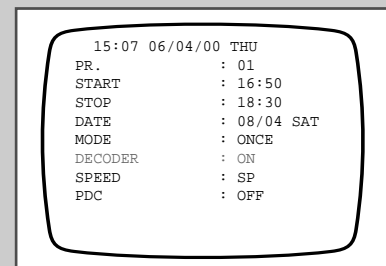 15:07 06/04/00 THU
PR. : 01
START : 16:50
STOP : 18:30
DATE : 08/04 SAT
MODE : ONCE
DECODER : ON
SPEED : SP
PDC : OFF